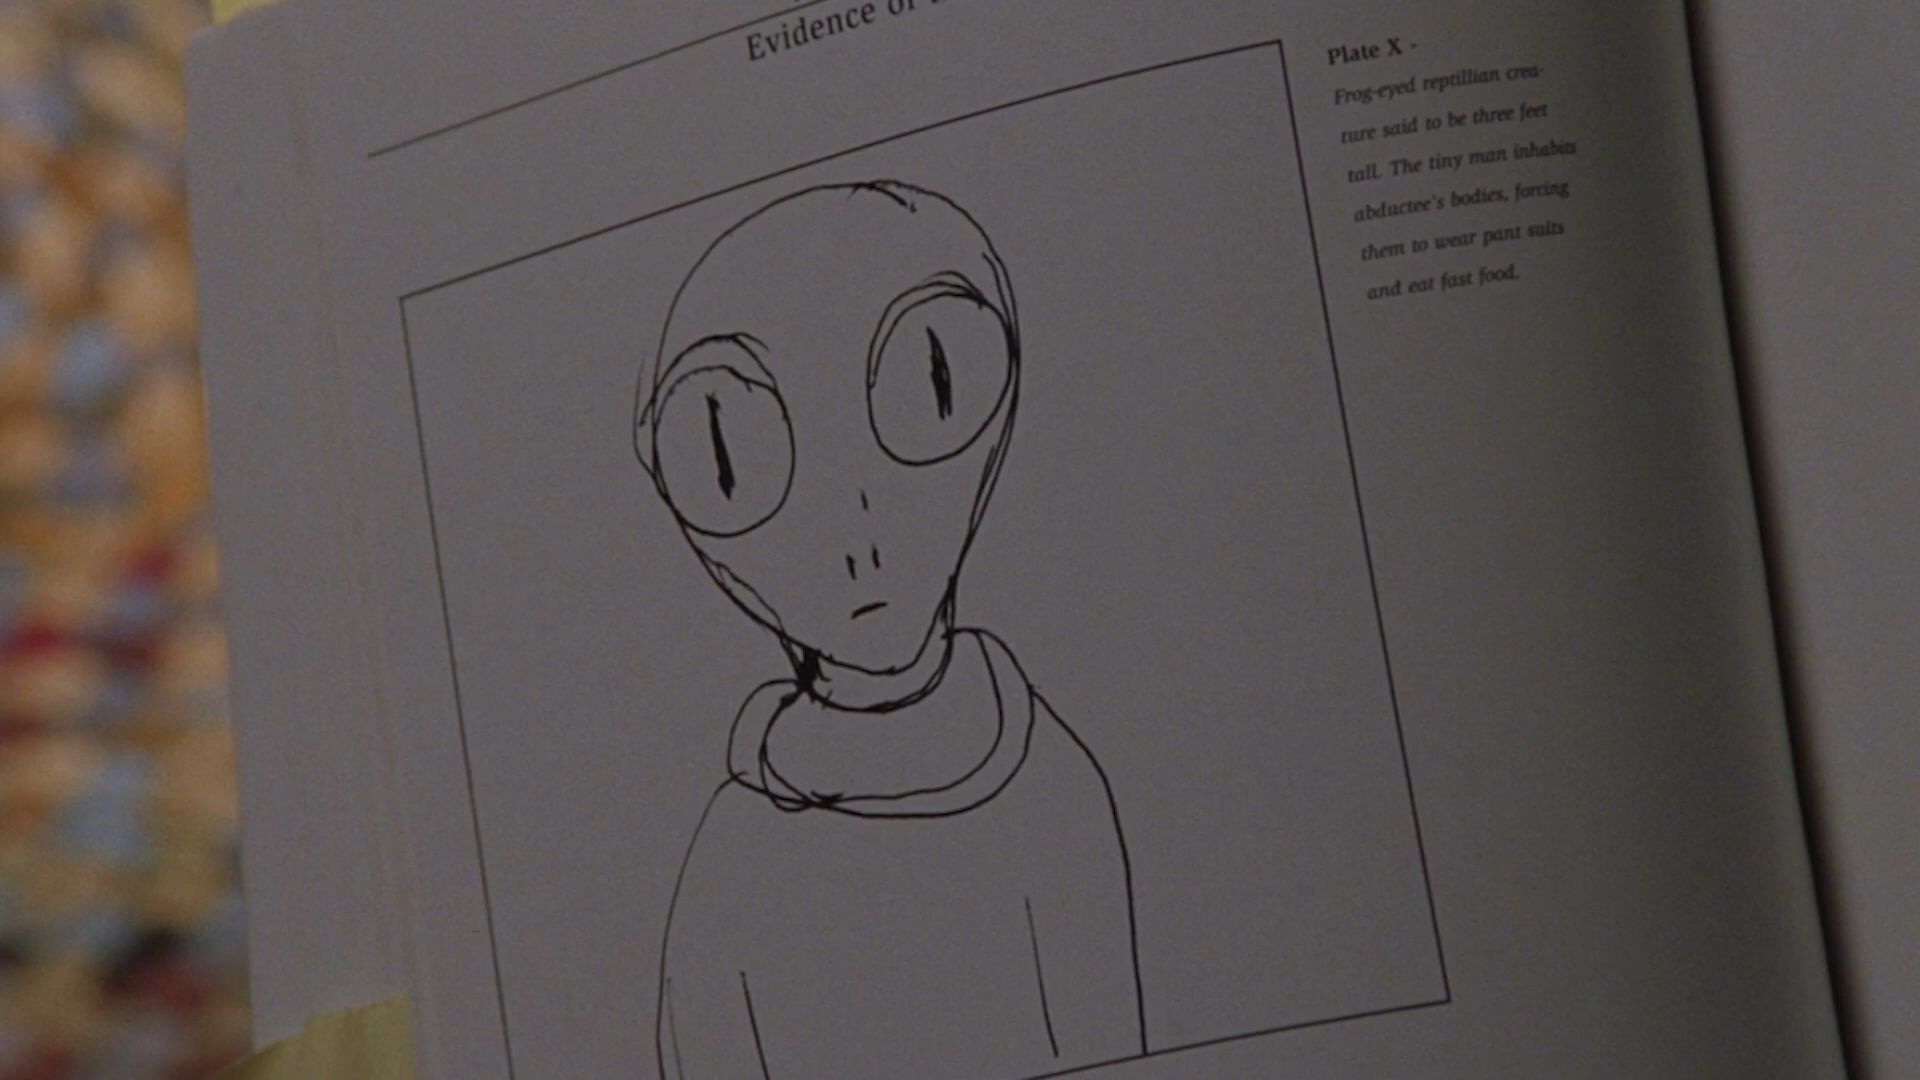 Evidence of
Plate X -
Frog-eyed reptillian crea-
ture said to be three feet
tall. The tiny man inhabits
abductee's bodies, forcing
them to wear pant suits
and eat fast food.